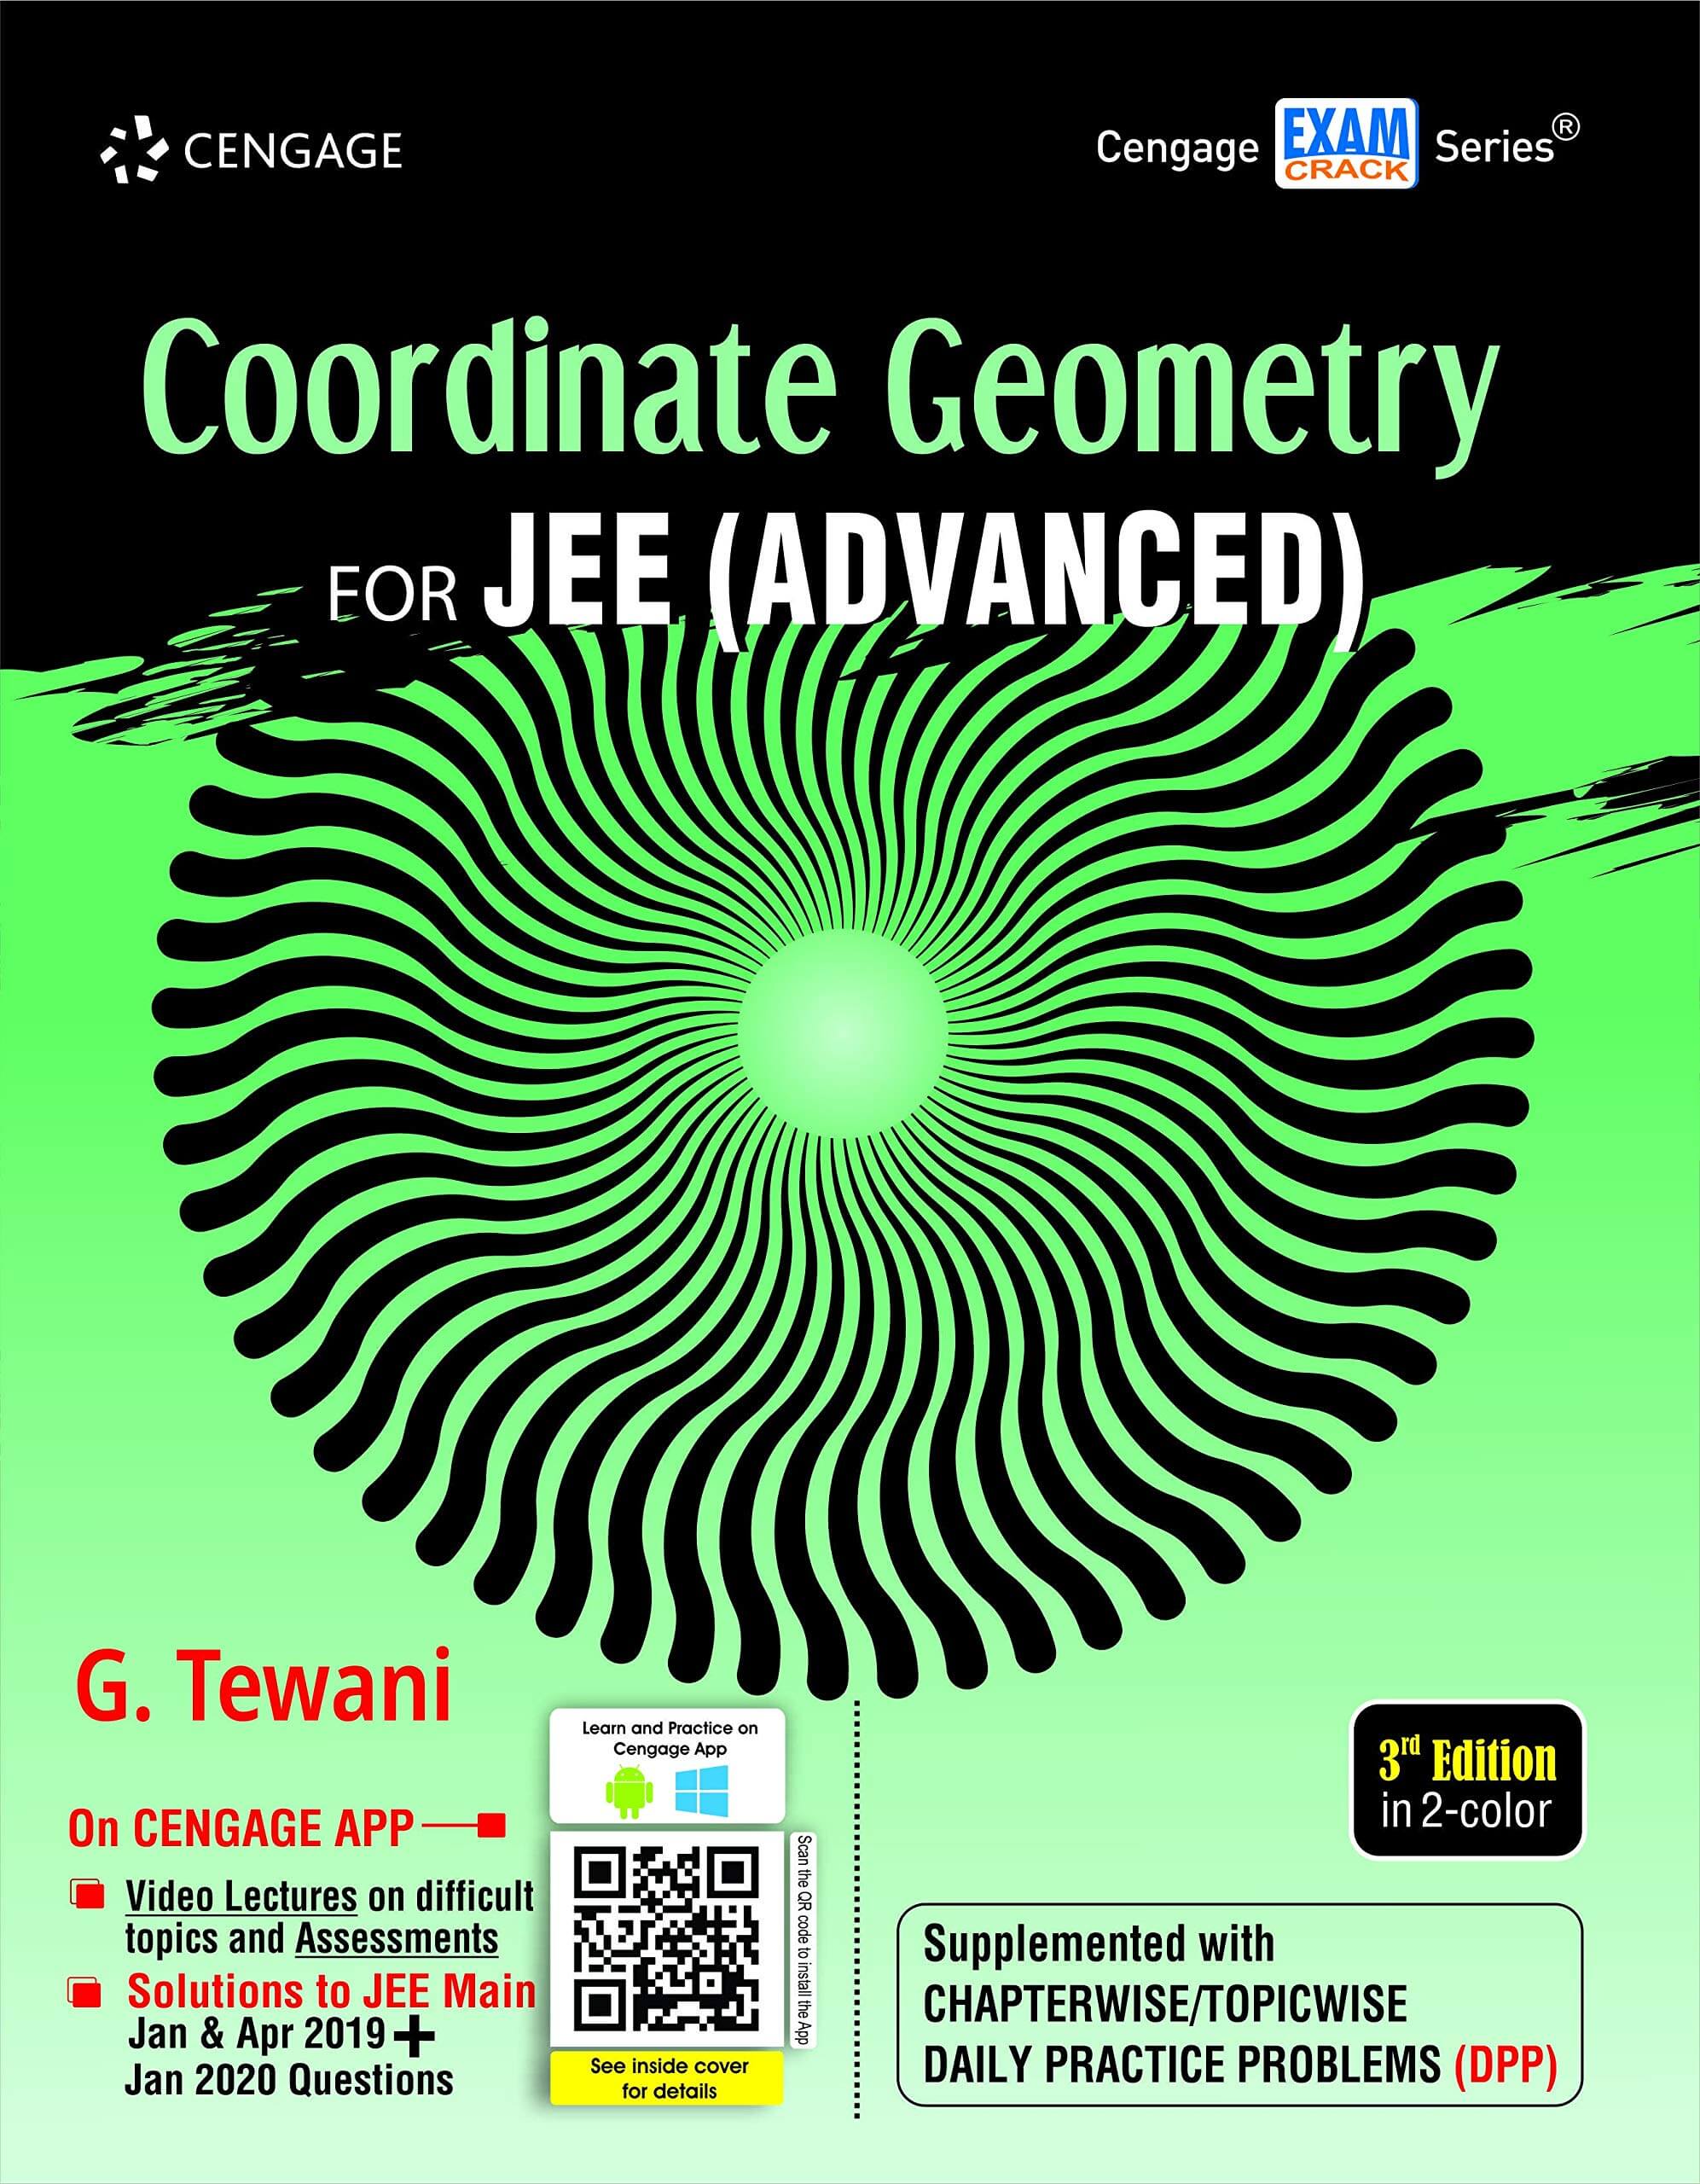 CENGAGE
Cengage EXAM CRACK Series®
Coordinate Geometry
FOR JEE (ADVANCED)
G. Tewani
On CENGAGE APP
Video Lectures on difficult
topics and Assessments
Solutions to JEE Main
Jan & Apr 2019 +
Jan 2020 Questions
Learn and Practice on
Cengage App
Scan the QR code to install the App
See inside cover
for details
3rd Edition
in 2-color
Supplemented with
CHAPTERWISE/TOPICWISE
DAILY PRACTICE PROBLEMS (DPP)